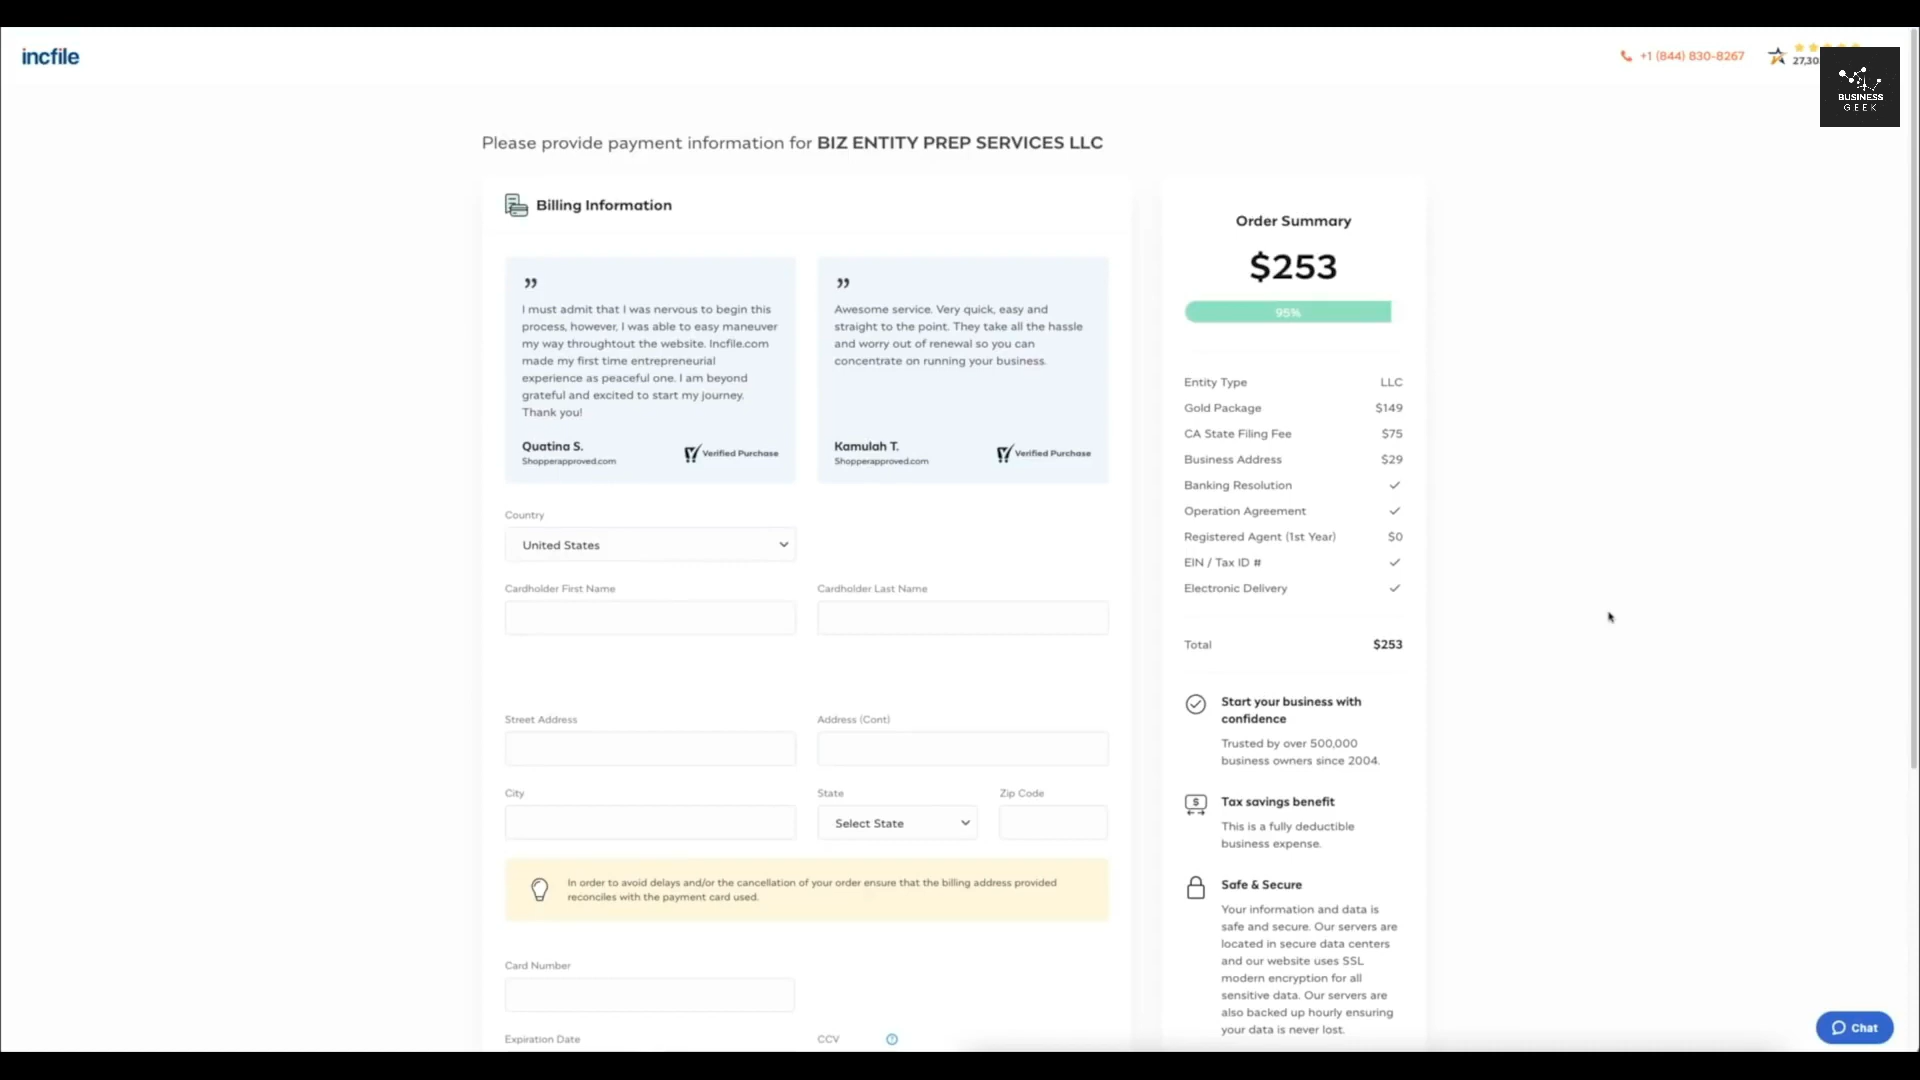 incfile
+1 (844) 830-8267
27,30
BUSINESS
GEEK
Please provide payment information for BIZ ENTITY PREP SERVICES LLC
Billing Information
”
I must admit that I was nervous to begin this
process, however, I was able to easy maneuver
my way throughtout the website. Incfile.com
made my first time entrepreneurial
experience as peaceful one. I am beyond
grateful and excited to start my journey.
Thank you!
Quatina S.
Shopperapproved.com
Verified Purchase
”
Awesome service. Very quick, easy and
straight to the point. They take all the hassle
and worry out of renewal so you can
concentrate on running your business.
Kamulah T.
Shopperapproved.com
Verified Purchase
Country
United States
Cardholder First Name
Cardholder Last Name
Street Address
Address (Cont)
City
State
Zip Code
Select State
In order to avoid delays and/or the cancellation of your order ensure that the billing address provided
reconciles with the payment card used.
Card Number
Expiration Date
CCV
?
Order Summary
$253
95%
Entity Type LLC
Gold Package $149
CA State Filing Fee $75
Business Address $29
Banking Resolution
Operation Agreement
Registered Agent (1st Year) $0
EIN / Tax ID #
Electronic Delivery
Total $253
Start your business with
confidence
Trusted by over 500,000
business owners since 2004.
Tax savings benefit
This is a fully deductible
business expense.
Safe & Secure
Your information and data is
safe and secure. Our servers are
located in secure data centers
and our website uses SSL
modern encryption for all
sensitive data. Our servers are
also backed up hourly ensuring
your data is never lost.
Chat